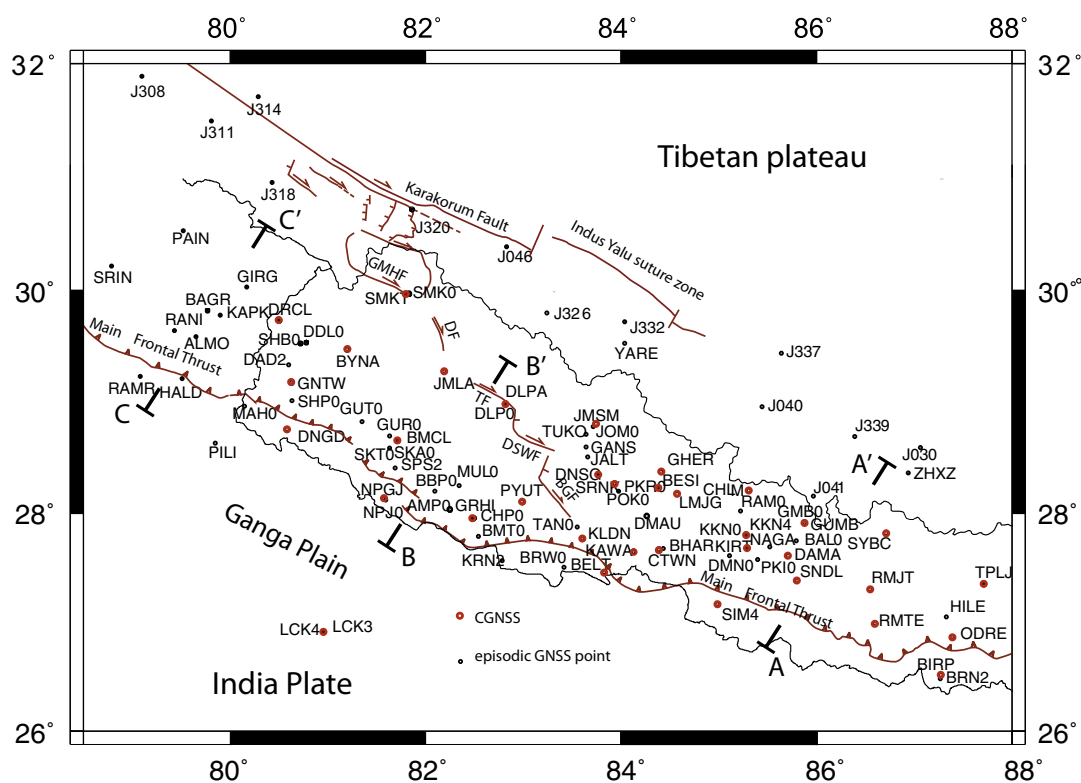 80°
82°
84°
86°
88°
32°
32°
J308
J314
J311
Tibetan plateau
J318
Karakorum Fault
C'
J320
PAIN
J046
Indus Yalu suture zone
SRIN
GIRG
GMHF
30°
30°
SMKT
SMK0
BAGR
KAPK
DRCL
J326
J332
RANI
ALMO
SHB0
DDL0
DF
YARE
Main Frontal Thrust
DAD2
BYNA
B'
J337
RAMR
HALD
GNTW
JMLA
DLPA
C
SHP0
TF
DLP0
J040
MAH0
GUT0
JMSM
DNGD
GUR0
BMCL
TUKO
JOM0
J339
PILI
SKT0
SKA0
DSWF
GANS
J030
SPS2
JALT
GHER
A'
ZHXZ
BBP0
MUL0
DNSG
NPGJ
PYUT
SRNK
PKR0
BESI
CHLM
J041
NPJ0
AMP0
GRHI
BGF
POK0
LMJG
RAM0
28°
28°
CHP0
DMAU
GMB0
GUMB
Ganga Plain
BMT0
TAN0
KLDN
KKN0
KKN4
B
NAGA
BAL0
SYBC
KRN2
BRW0
BELT
KAWA
CTWN
BHAR
KIRT
DMN0
PKI0
DAMA
SNDL
TPLJ
RMJT
Main Frontal Thrust
HILE
CGNSS
SIM4
RMTE
ODRE
LCK4
LCK3
episodic GNSS point
A
BIRP
BRN2
India Plate
26°
26°
80°
82°
84°
86°
88°